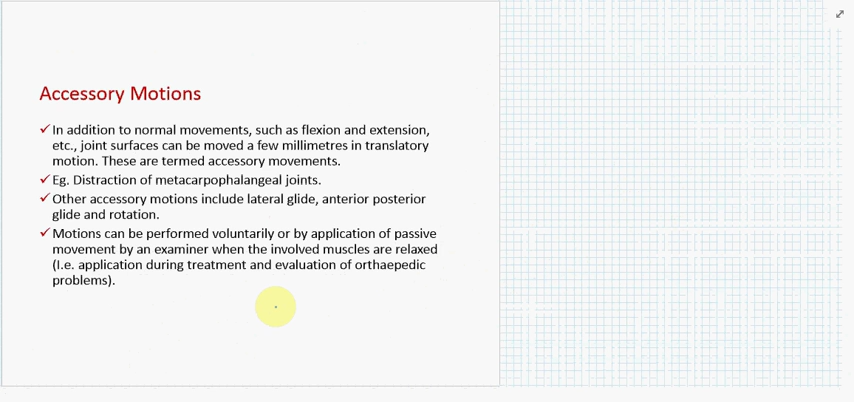 Accessory Motions
✓In addition to normal movements, such as flexion and extension,
etc., joint surfaces can be moved a few millimetres in translatory
motion. These are termed accessory movements.
✓Eg. Distraction of metacarpophalangeal joints.
✓Other accessory motions include lateral glide, anterior posterior
glide and rotation.
✓Motions can be performed voluntarily or by application of passive
movement by an examiner when the involved muscles are relaxed
(I.e. application during treatment and evaluation of orthaepedic
problems).